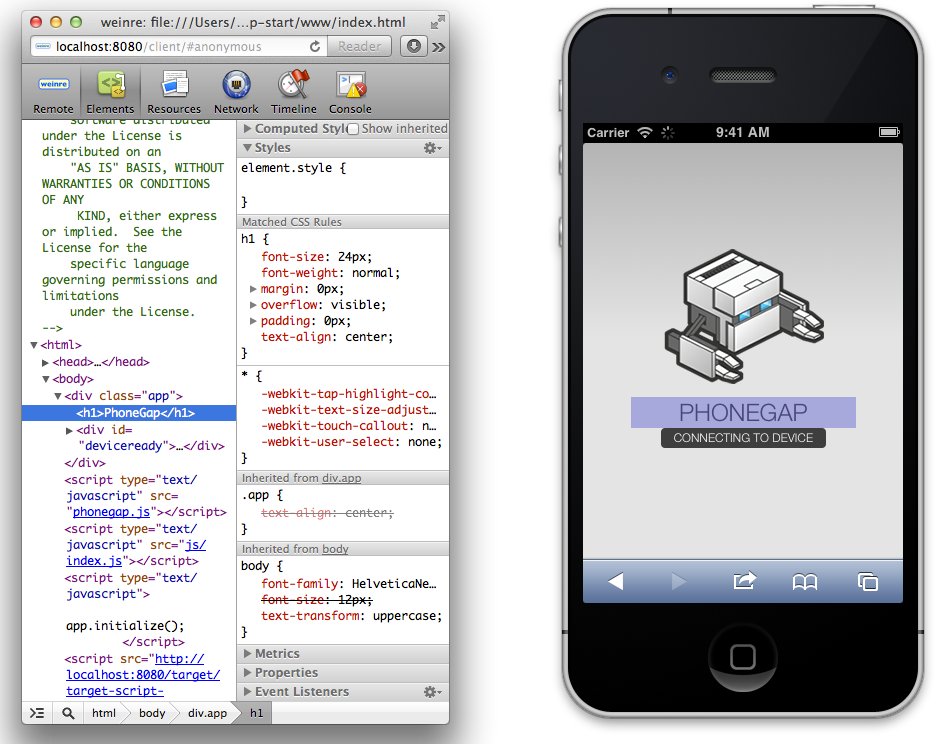 weinre: file:///Users/...p-start/www/index.html
localhost:8080/client/#anonymous
Reader
weinre
Remote
Elements
Resources
Network
Timeline
Console
software distributed
under the License is
distributed on an
"AS IS" BASIS, WITHOUT
WARRANTIES OR CONDITIONS
OF ANY
KIND, either express
or implied.  See the
License for the
specific language
governing permissions and
limitations
under the License.
-->
<html>
<head>…</head>
<body>
<div class="app">
<h1>PhoneGap</h1>
<div id=
"deviceready">…</div>
</div>
<script type="text/
javascript" src=
"phonegap.js"></script>
<script type="text/
javascript" src="js/
index.js"></script>
<script type="text/
javascript">
app.initialize();
</script>
<script src="http://
localhost:8080/target/
target-script-
Computed Styl
Show inherited
Styles
element.style {
}
Matched CSS Rules
h1 {
font-size: 24px;
font-weight: normal;
margin: 0px;
overflow: visible;
padding: 0px;
text-align: center;
}
* {
-webkit-tap-highlight-co…
-webkit-text-size-adjust…
-webkit-touch-callout: n…
-webkit-user-select: none;
}
Inherited from div.app
.app {
text-align: center;
}
Inherited from body
body {
font-family: HelveticaNe…
font-size: 12px;
text-transform: uppercase;
}
Metrics
Properties
Event Listeners
html
body
div.app
h1
Carrier
9:41 AM
PHONEGAP
CONNECTING TO DEVICE